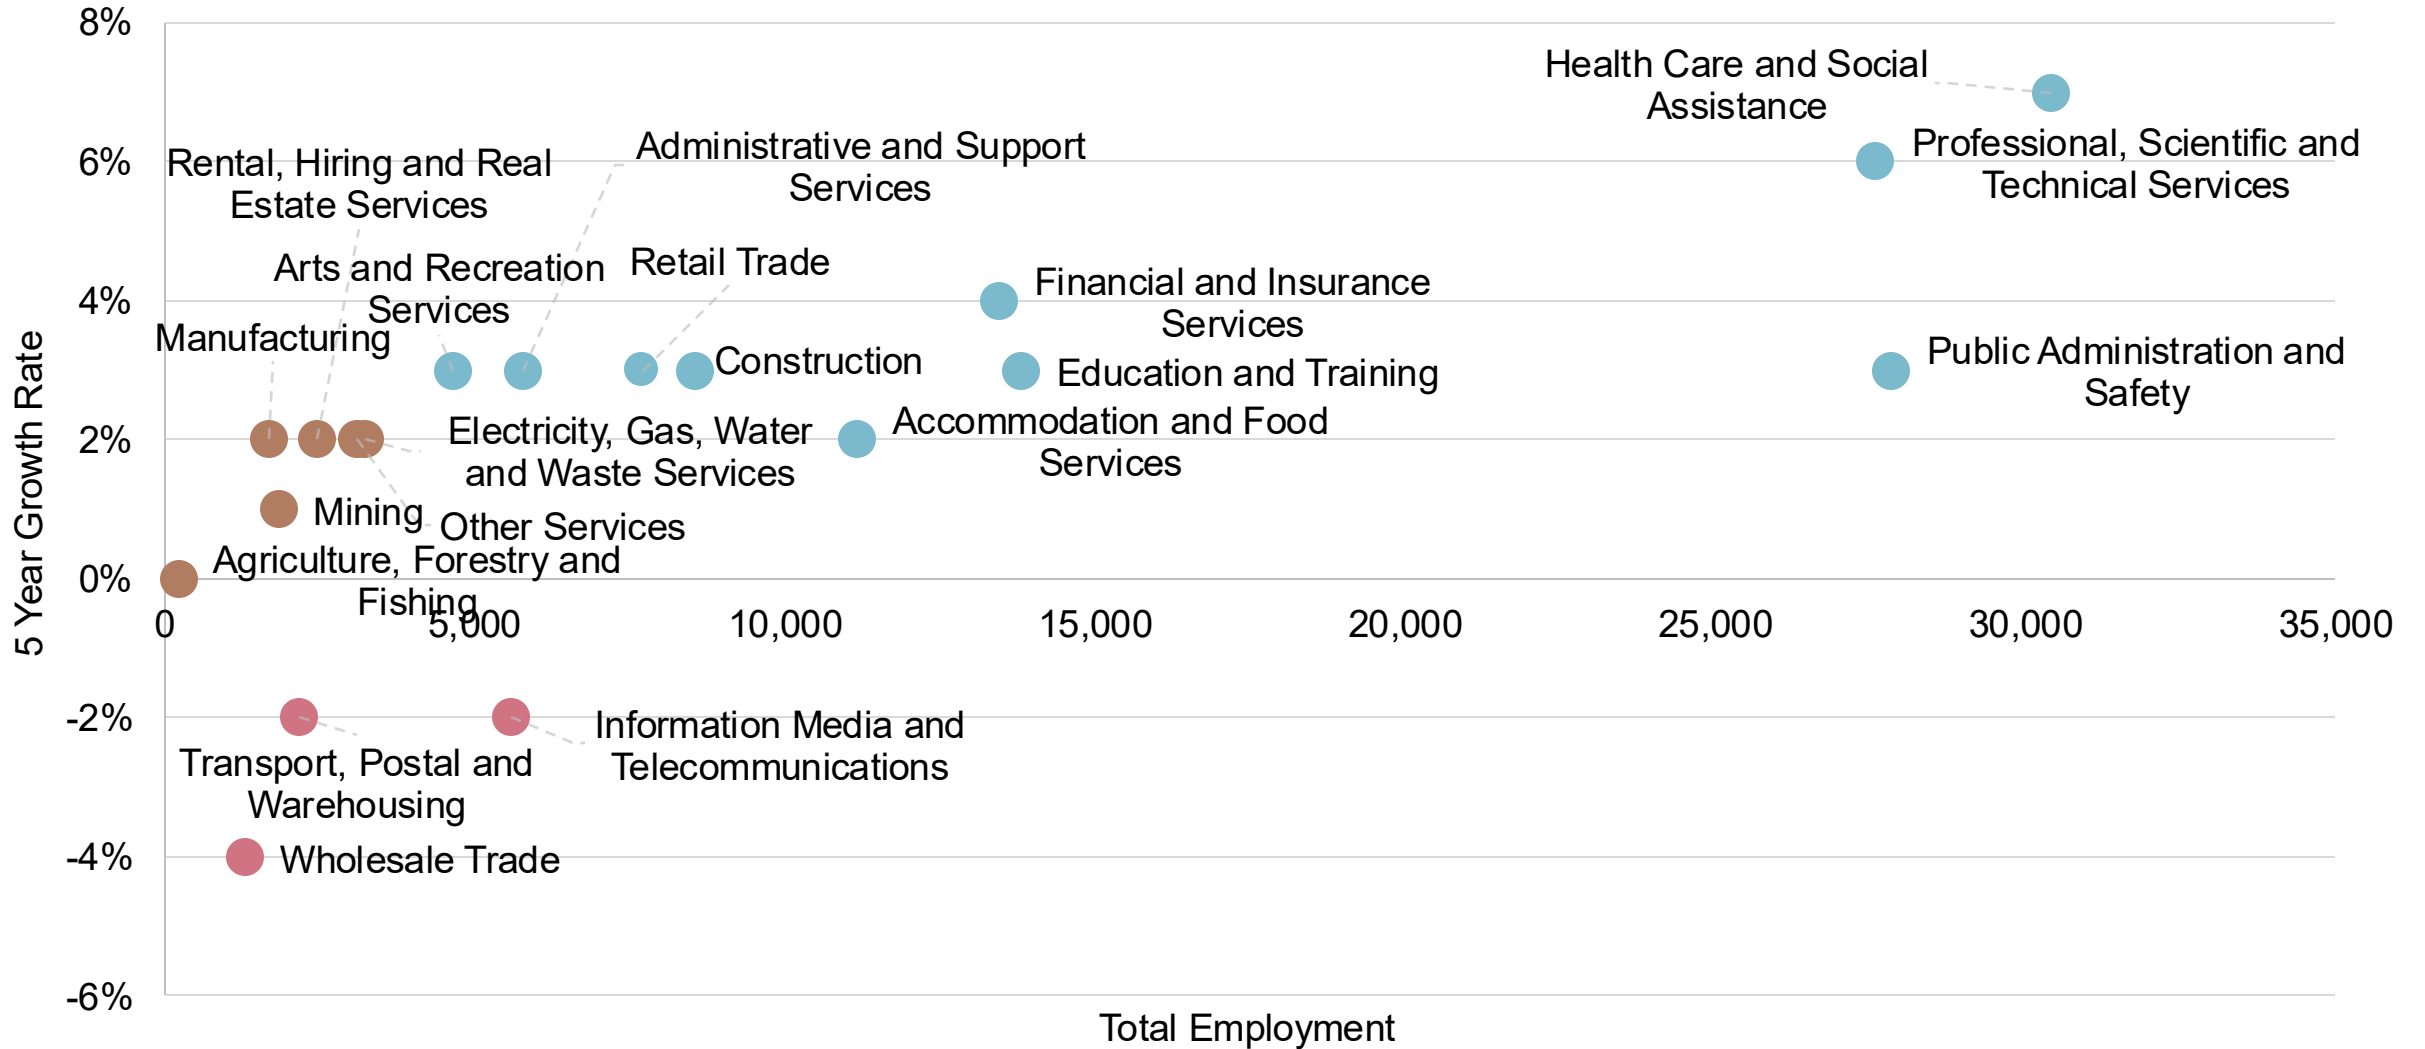 8%
Health Care and Social
Assistance
Administrative and Support
Services
Professional, Scientific and
Technical Services
6%
Rental, Hiring and Real
Estate Services
Arts and Recreation
Services
Retail Trade
Financial and Insurance
Services
4%
Manufacturing
Construction
Education and Training
Public Administration and
Safety
5 Year Growth Rate
2%
Electricity, Gas, Water
and Waste Services
Accommodation and Food
Services
Mining
Other Services
0%
Agriculture, Forestry and
Fishing
0
5,000
10,000
15,000
20,000
25,000
30,000
35,000
-2%
Information Media and
Telecommunications
Transport, Postal and
Warehousing
-4%
Wholesale Trade
-6%
Total Employment